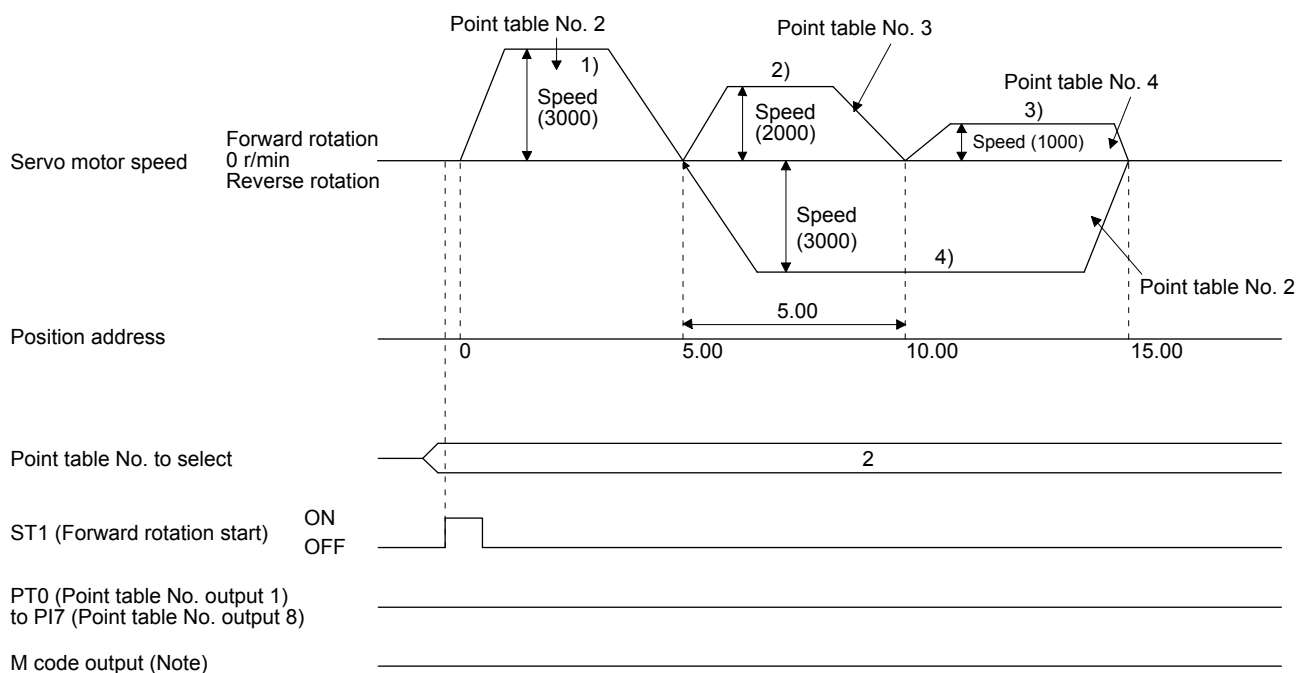 Point table No. 2
Point table No. 3
1)
2)
Point table No. 4
3)
Speed
(3000)
Speed
(2000)
Speed (1000)
Servo motor speed
Forward rotation
0 r/min
Reverse rotation
Speed
(3000)
4)
Point table No. 2
5.00
Position address
0
5.00
10.00
15.00
Point table No. to select
2
ST1 (Forward rotation start)
ON
OFF
PT0 (Point table No. output 1)
to PI7 (Point table No. output 8)
M code output (Note)